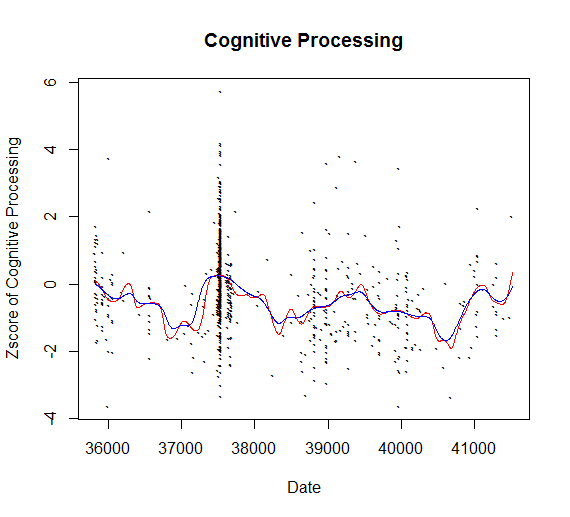 Cognitive Processing
Zscore of Cognitive Processing
6
4
2
0
-2
-4
36000 37000 38000 39000 40000 41000
Date